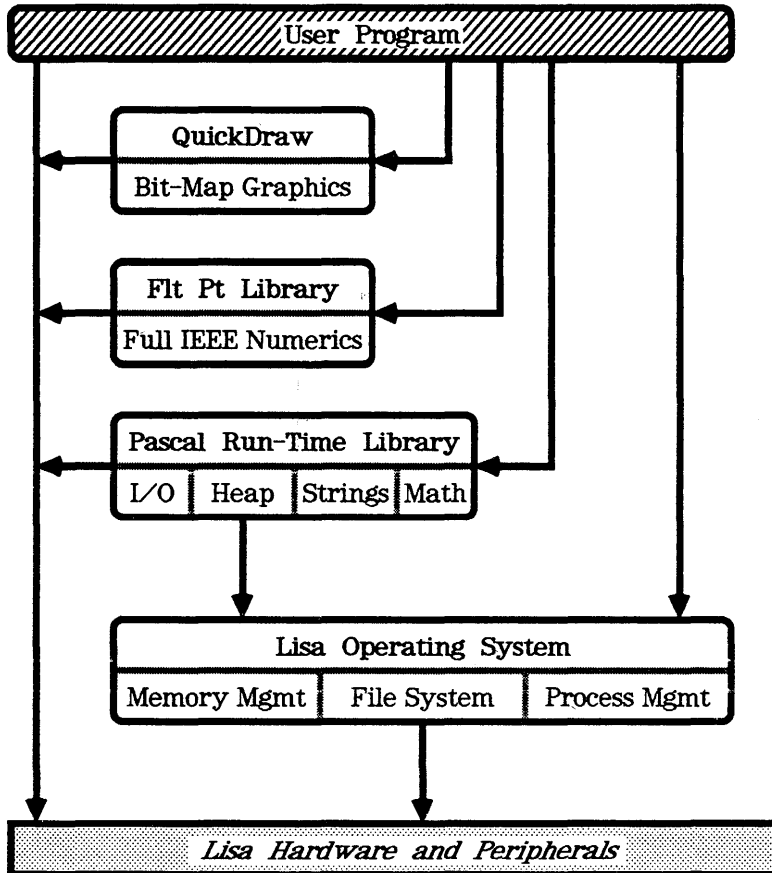 User Program
QuickDraw
Bit-Map Graphics
Flt Pt Library
Full IEEE Numerics
Pascal Run-Time Library
I/O Heap Strings Math
Lisa Operating System
Memory Mgmt File System Process Mgmt
Lisa Hardware and Peripherals